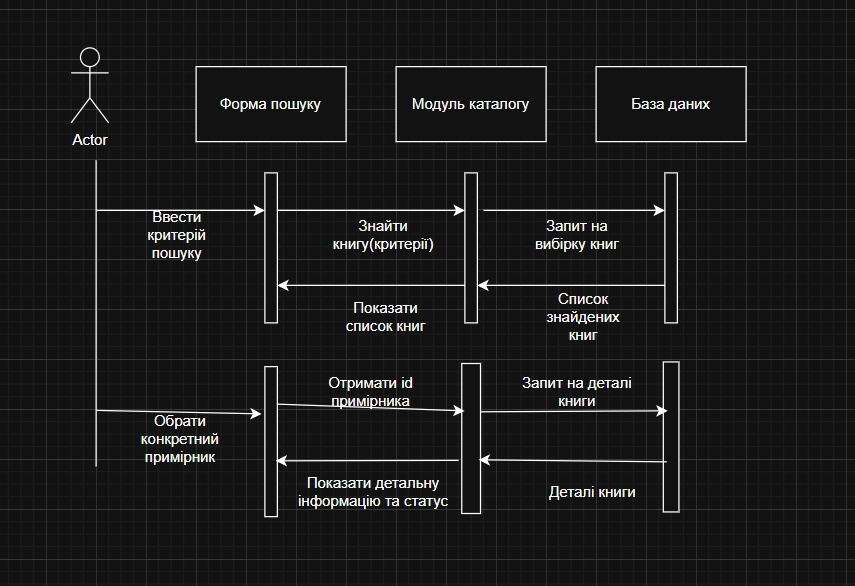 Actor
Форма пошуку
Модуль каталогу
База даних
Ввести
критерій
пошуку
Знайти
книгу(критерії)
Запит на
вибірку книг
Показати
список книг
Список
знайдених
книг
Обрати
конкретний
примірник
Отримати id
примірника
Запит на деталі
книги
Показати детальну
інформацію та статус
Деталі книги